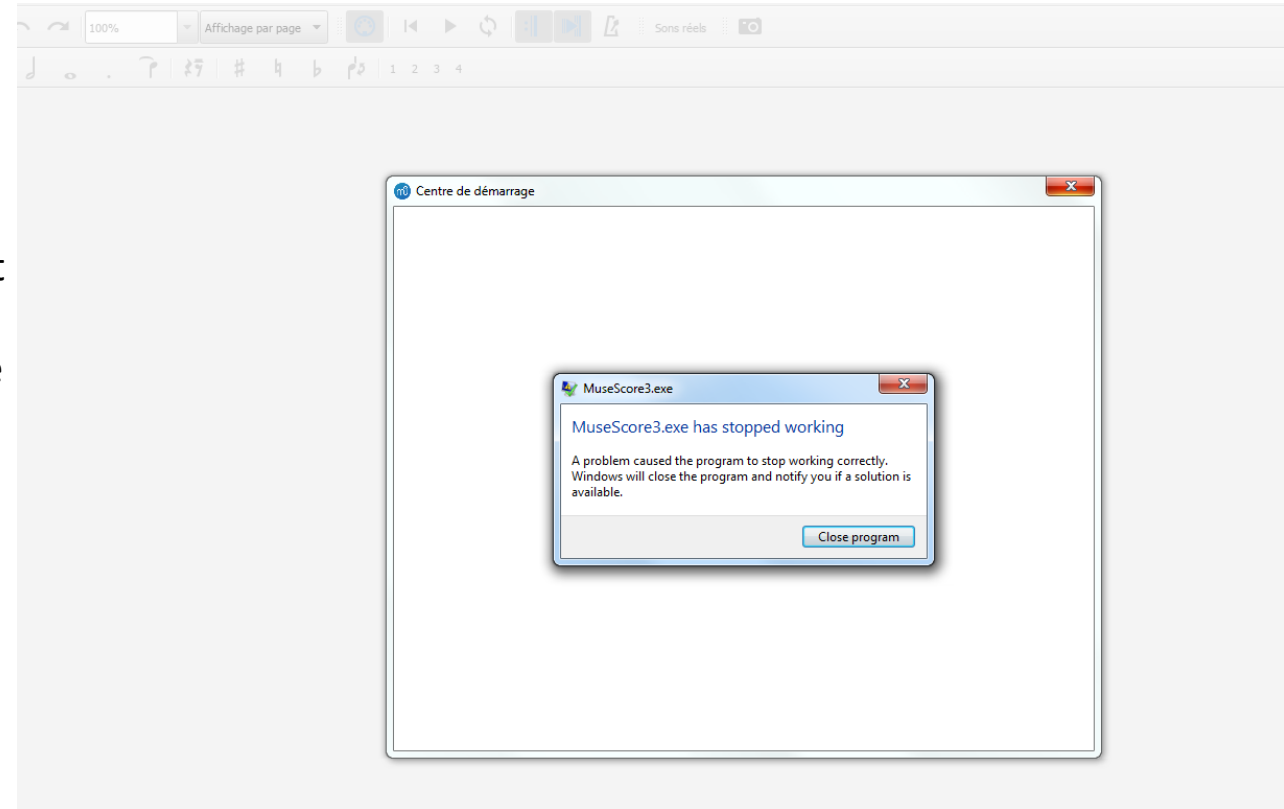 100% Affichage par page Sons réels
1 2 3 4
Centre de démarrage
t
e
MuseScore3.exe
MuseScore3.exe has stopped working
A problem caused the program to stop working correctly.
Windows will close the program and notify you if a solution is
available.
Close program